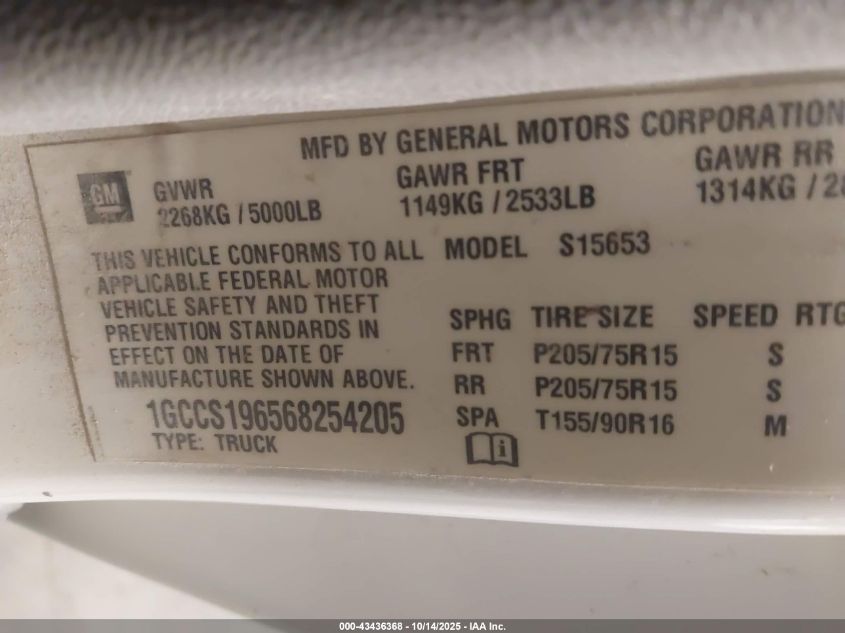 MFD BY GENERAL MOTORS CORPORATION
GM GVWR GAWR FRT GAWR RR
2268KG / 5000LB 1149KG / 2533LB 1314KG /
THIS VEHICLE CONFORMS TO ALL MODEL S15653
APPLICABLE FEDERAL MOTOR
VEHICLE SAFETY AND THEFT
PREVENTION STANDARDS IN
EFFECT ON THE DATE OF
MANUFACTURE SHOWN ABOVE.
SPHG TIRE SIZE SPEED RTG
FRT P205/75R15 S
RR P205/75R15 S
SPA T155/90R16 M
1GCCS196568254205
TYPE: TRUCK
i
000-43436368 - 10/14/2025 - IAA Inc.